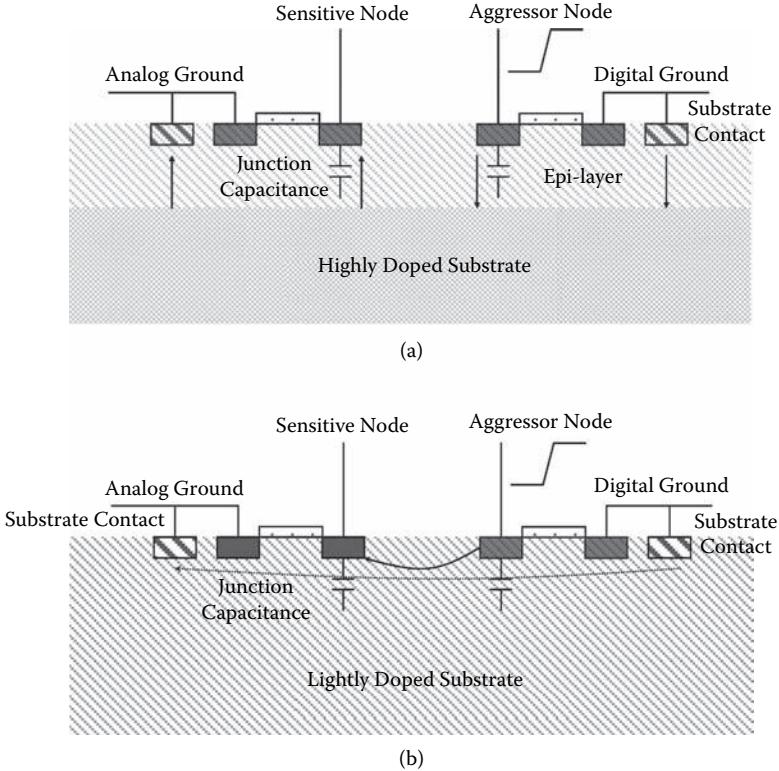 Sensitive Node
Aggressor Node
Analog Ground
Digital Ground
Substrate
Contact
Junction
Capacitance
Epi-layer
Highly Doped Substrate
(a)
Sensitive Node
Aggressor Node
Analog Ground
Digital Ground
Substrate Contact
Substrate
Contact
Junction
Capacitance
Lightly Doped Substrate
(b)